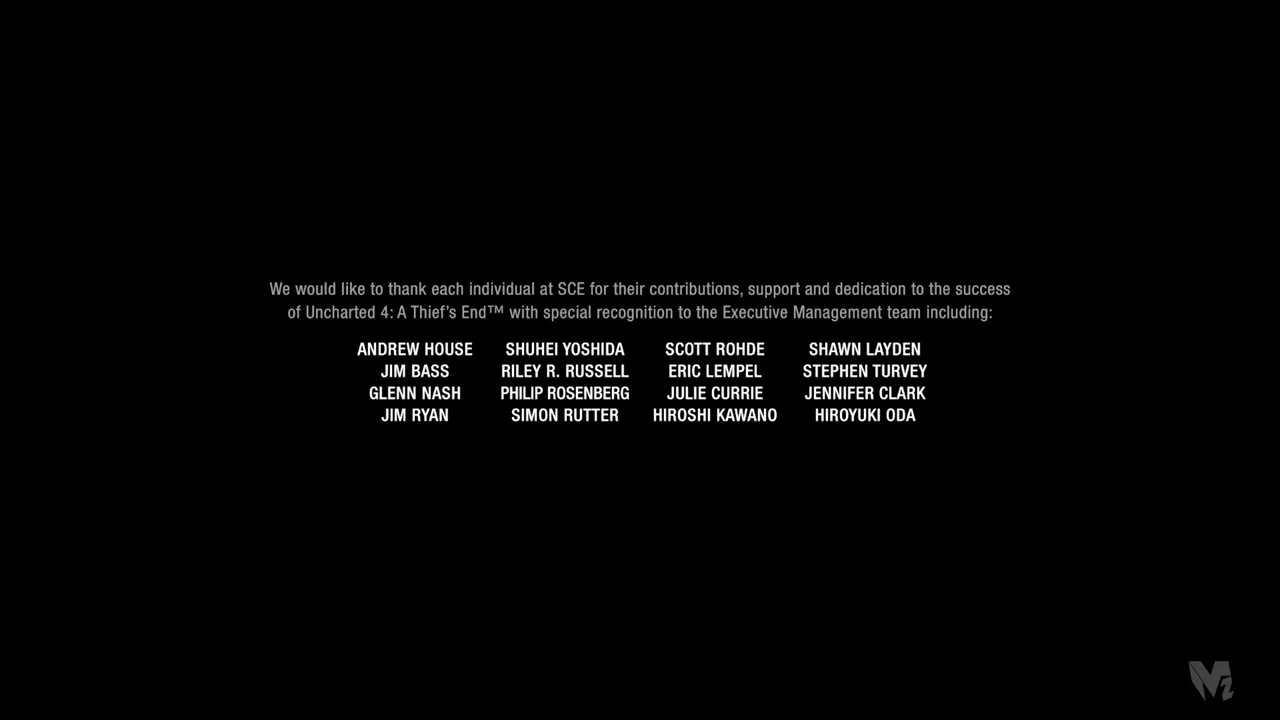 We would like to thank each individual at SCE for their contributions, support and dedication to the success
of Uncharted 4: A Thief's End™ with special recognition to the Executive Management team including:
ANDREW HOUSE SHUHEI YOSHIDA SCOTT ROHDE SHAWN LAYDEN
JIM BASS RILEY R. RUSSELL ERIC LEMPEL STEPHEN TURVEY
GLENN NASH PHILIP ROSENBERG JULIE CURRIE JENNIFER CLARK
JIM RYAN SIMON RUTTER HIROSHI KAWANO HIROYUKI ODA